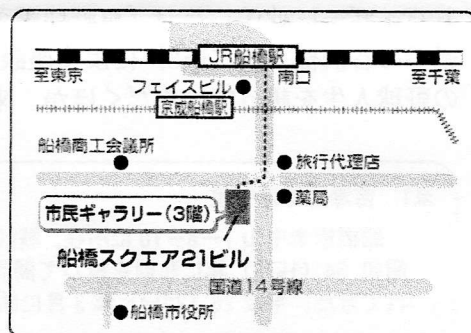 JR船橋駅
至東京
南口
至千葉
フェイスビル
京成船橋駅
船橋商工会議所
旅行代理店
薬局
市民ギャラリー(3階)
船橋スクエア21ビル
国道14号線
船橋市役所